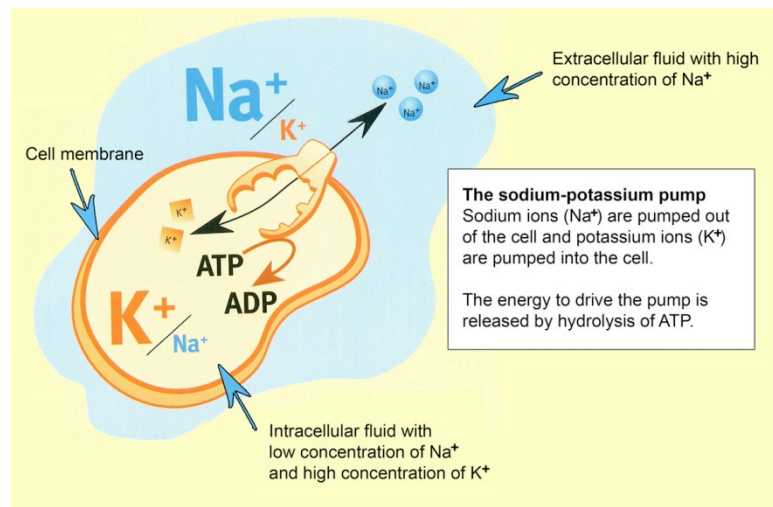 Extracellular fluid with high
concentration of Na+
Na+
K+
Na+
Na+
Na+
Cell membrane
The sodium-potassium pump
Sodium ions (Na+) are pumped out
of the cell and potassium ions (K+)
are pumped into the cell.
The energy to drive the pump is
released by hydrolysis of ATP.
K+
K+
ATP
ADP
K+
Na+
Intracellular fluid with
low concentration of Na+
and high concentration of K+